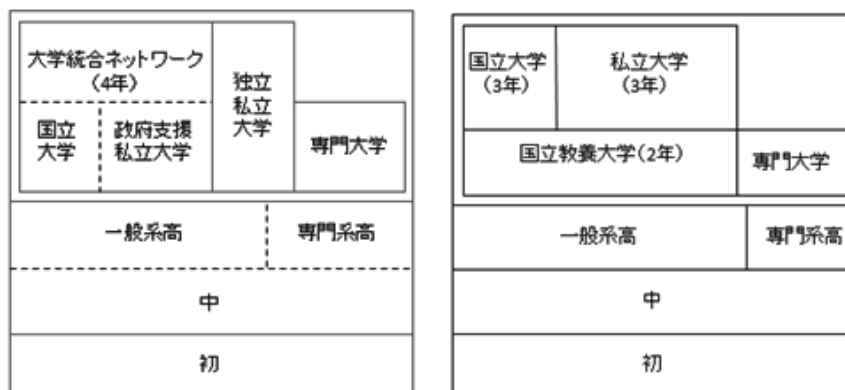 大学統合ネットワーク
(4年)
国立
大学
政府支援
私立大学
独立
私立
大学
専門大学
一般系高
専門系高
中
初
国立大学
(3年)
私立大学
(3年)
国立教養大学(2年)
専門大学
一般系高
専門系高
中
初